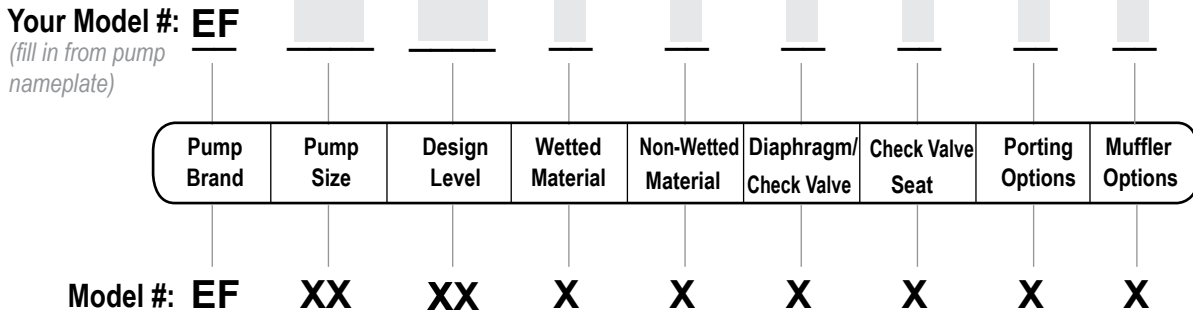 Your Model #: EF
(fill in from pump
nameplate)
Pump Brand
Pump Size
Design Level
Wetted Material
Non-Wetted Material
Diaphragm/ Check Valve
Check Valve Seat
Porting Options
Muffler Options
Model #: EF XX XX X X X X X X